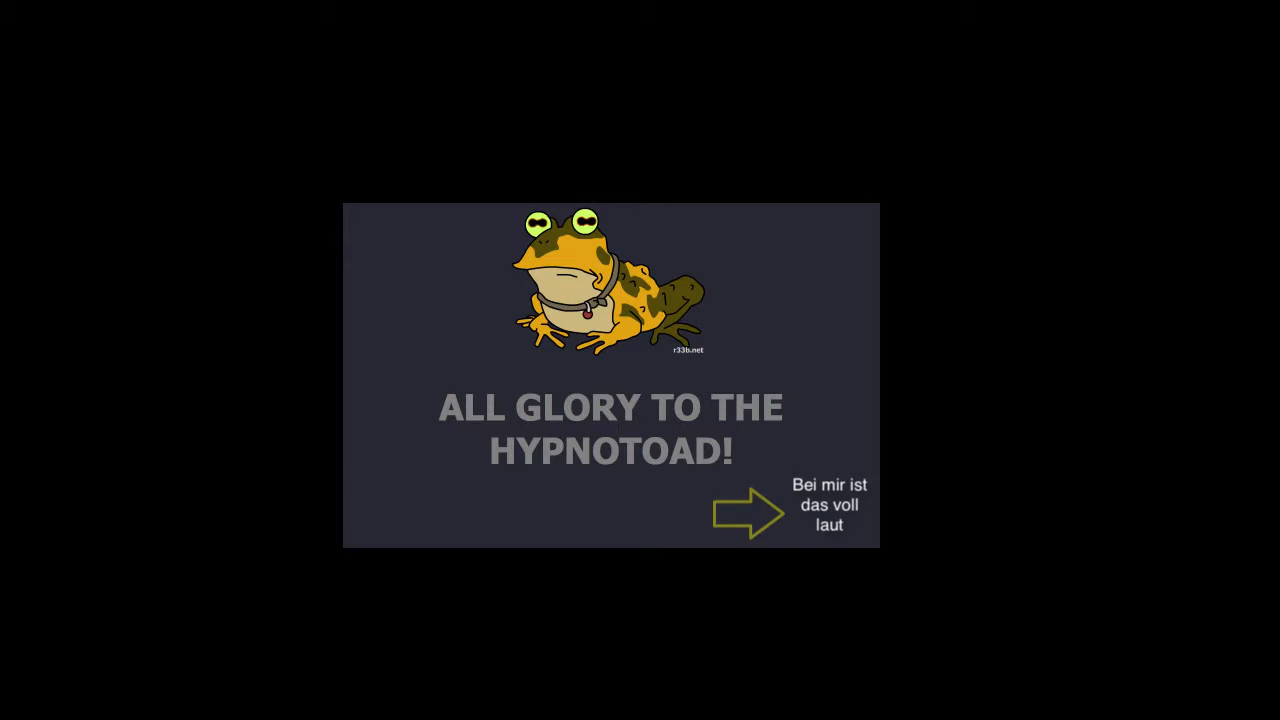 r33b.net
ALL GLORY TO THE
HYPNOTOAD!
Bei mir ist
das voll
laut